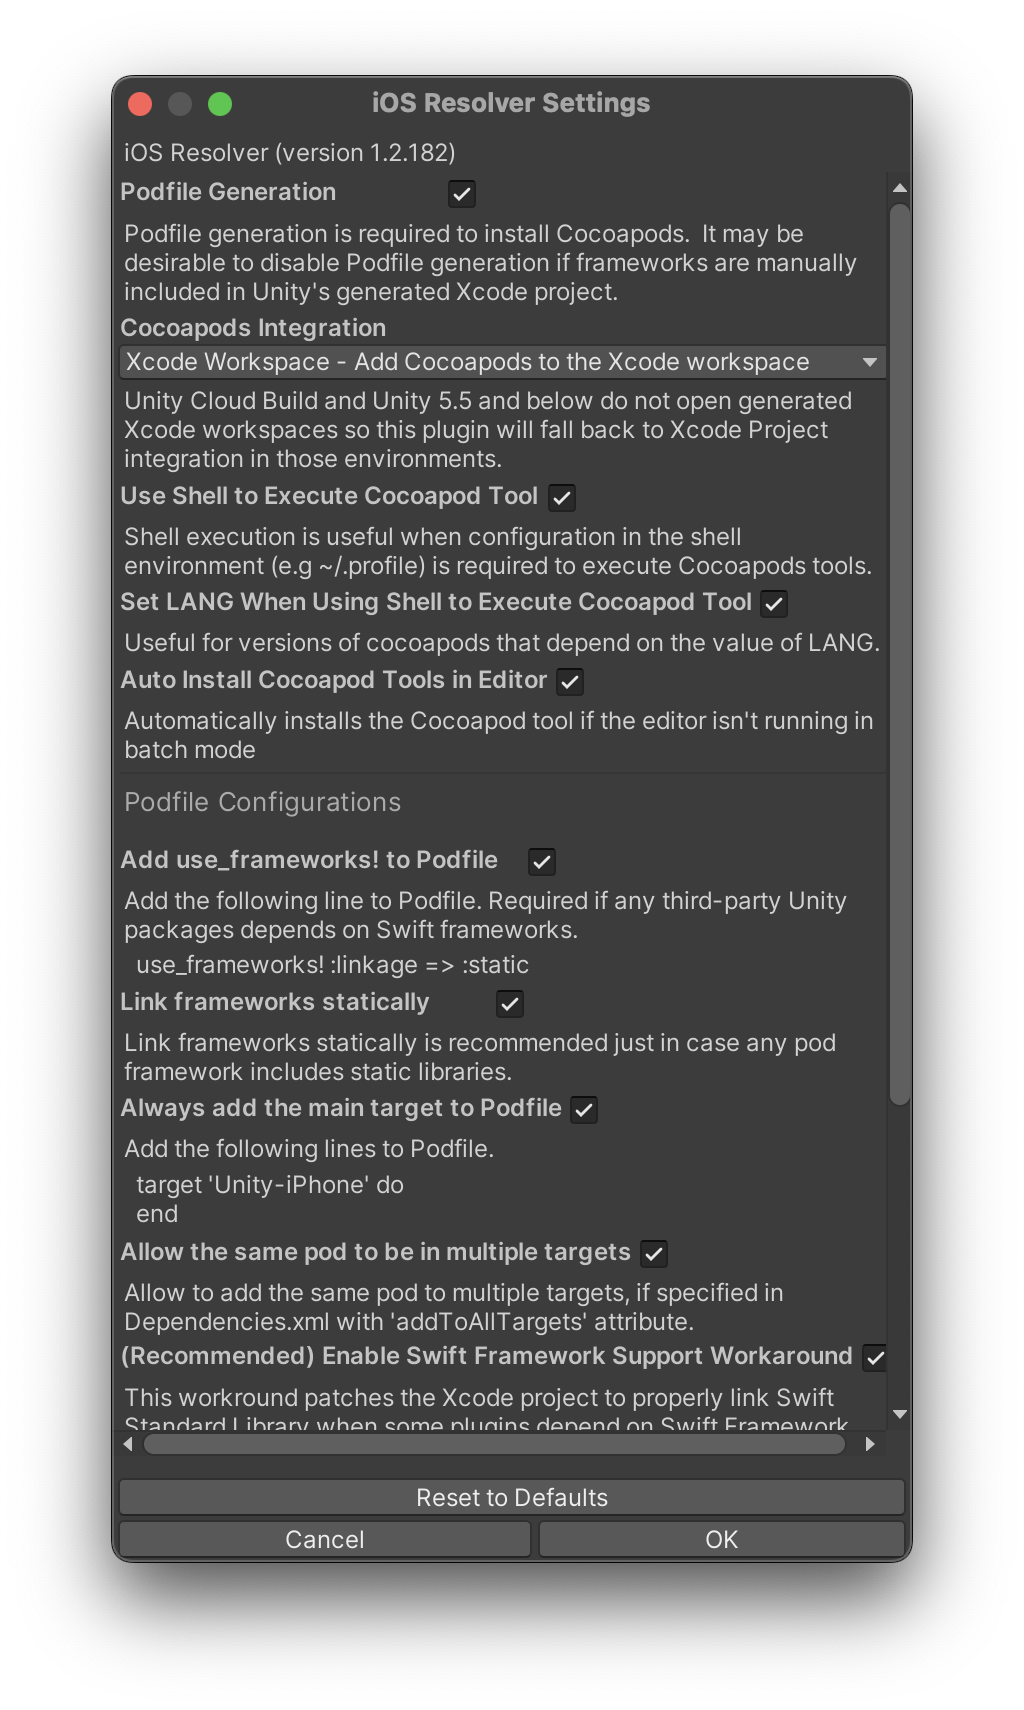 iOS Resolver Settings
iOS Resolver (version 1.2.182)
Podfile Generation
Podfile generation is required to install Cocoapods.  It may be
desirable to disable Podfile generation if frameworks are manually
included in Unity's generated Xcode project.
Cocoapods Integration
Xcode Workspace - Add Cocoapods to the Xcode workspace
Unity Cloud Build and Unity 5.5 and below do not open generated
Xcode workspaces so this plugin will fall back to Xcode Project
integration in those environments.
Use Shell to Execute Cocoapod Tool
Shell execution is useful when configuration in the shell
environment (e.g ~/.profile) is required to execute Cocoapods tools.
Set LANG When Using Shell to Execute Cocoapod Tool
Useful for versions of cocoapods that depend on the value of LANG.
Auto Install Cocoapod Tools in Editor
Automatically installs the Cocoapod tool if the editor isn't running in
batch mode
Podfile Configurations
Add use_frameworks! to Podfile
Add the following line to Podfile. Required if any third-party Unity
packages depends on Swift frameworks.
use_frameworks! :linkage => :static
Link frameworks statically
Link frameworks statically is recommended just in case any pod
framework includes static libraries.
Always add the main target to Podfile
Add the following lines to Podfile.
target 'Unity-iPhone' do
end
Allow the same pod to be in multiple targets
Allow to add the same pod to multiple targets, if specified in
Dependencies.xml with 'addToAllTargets' attribute.
(Recommended) Enable Swift Framework Support Workaround
This workround patches the Xcode project to properly link Swift
Standard Library when some plugins depend on Swift Framework
Reset to Defaults
Cancel
OK